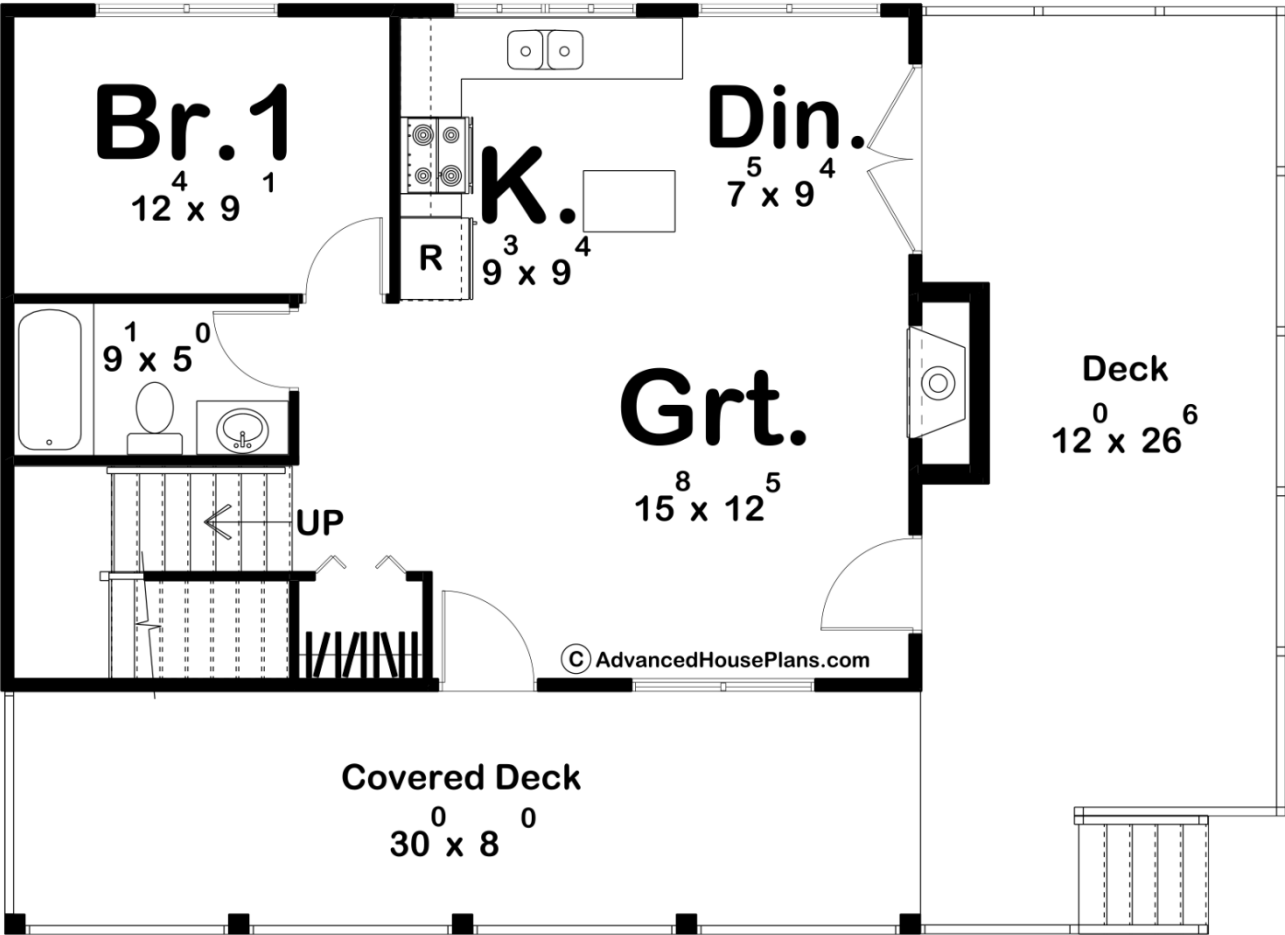 Br.1
12⁴ x 9¹
K.
9³ x 9⁴
R
Din.
7⁵ x 9⁴
9¹ x 5⁰
Grt.
15⁸ x 12⁵
Deck
12⁰ x 26⁶
UP
© AdvancedHousePlans.com
Covered Deck
30⁰ x 8⁰